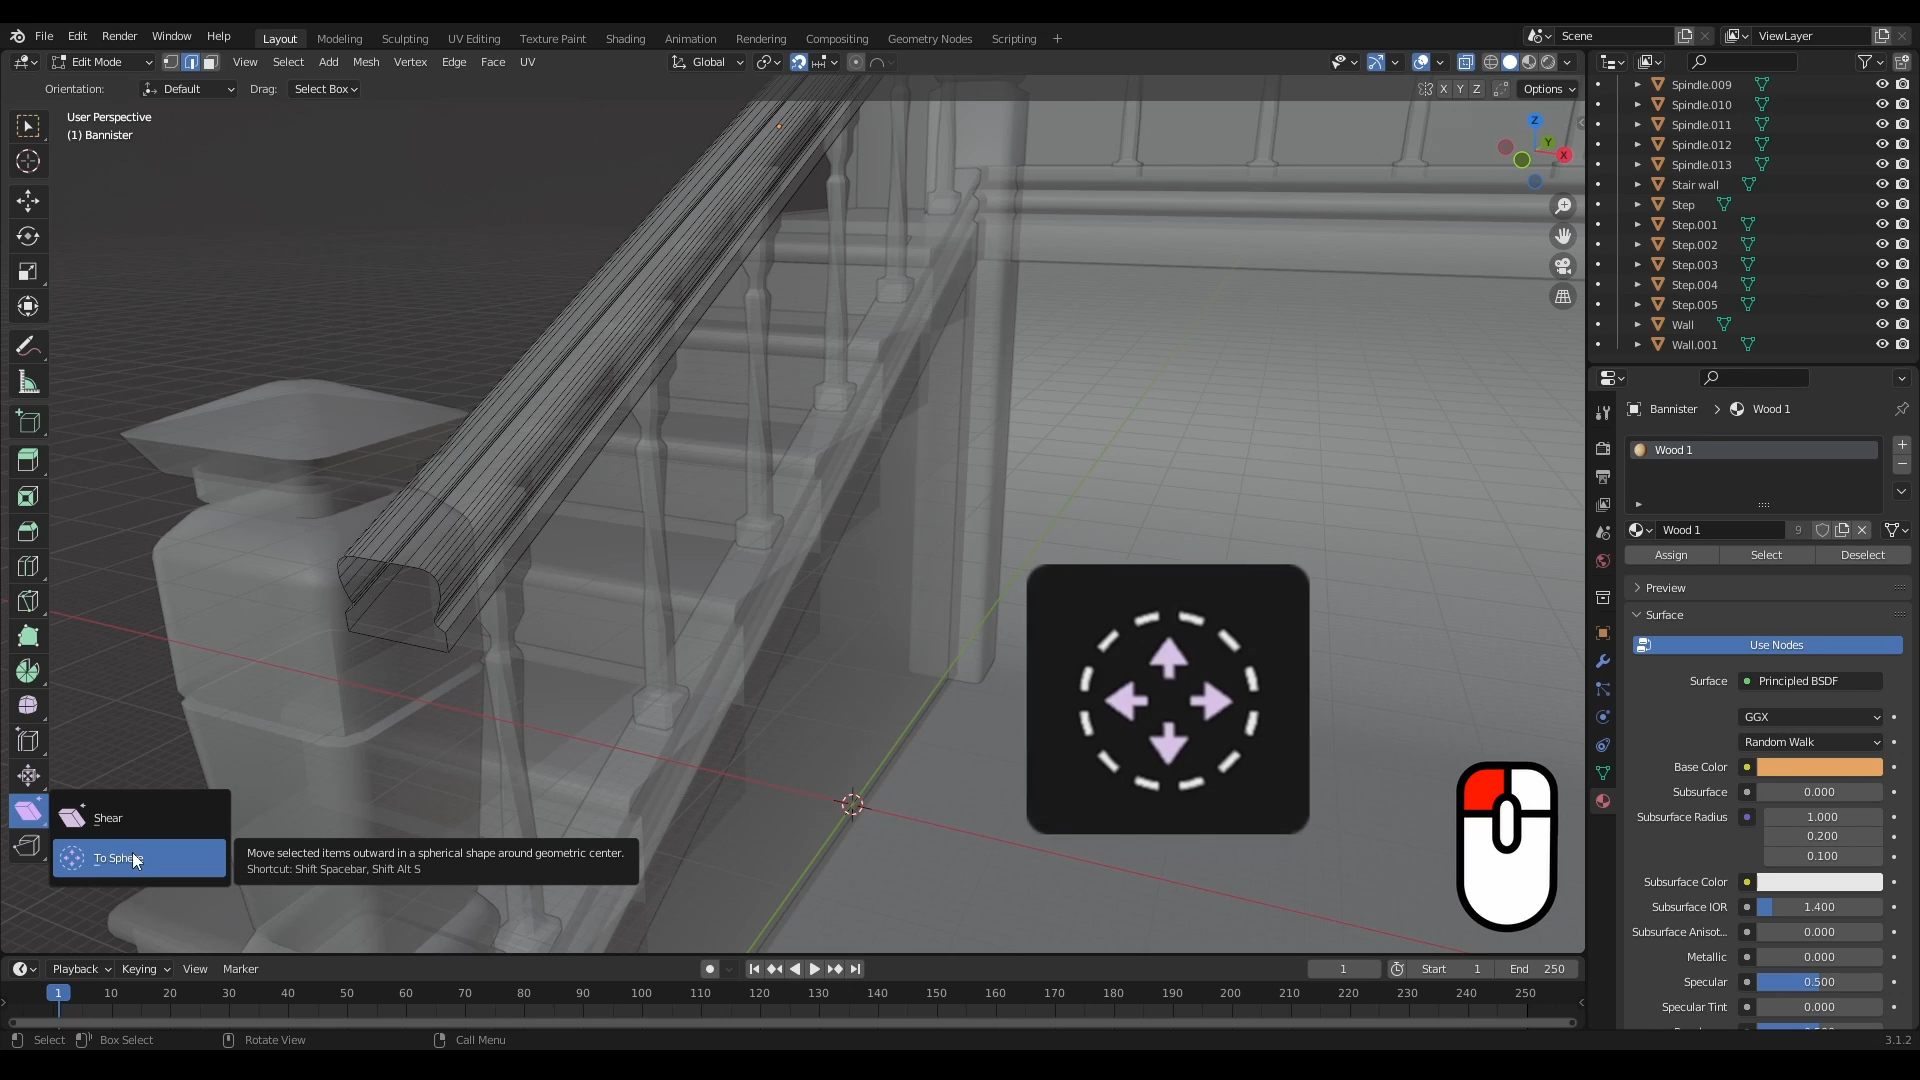 File Edit Render Window Help Layout Modeling Sculpting UV Editing Texture Paint Shading Animation Rendering Compositing Geometry Nodes Scripting + Scene ViewLayer
Edit Mode View Select Add Mesh Vertex Edge Face UV Global
Orientation: Default Drag: Select Box X Y Z Options
User Perspective
(1) Bannister
Z
Y
X
Spindle.009
Spindle.010
Spindle.011
Spindle.012
Spindle.013
Stair wall
Step
Step.001
Step.002
Step.003
Step.004
Step.005
Wall
Wall.001
Bannister > Wood 1
Wood 1
Wood 1 9
Assign Select Deselect
Preview
Surface
Use Nodes
Surface Principled BSDF
GGX
Random Walk
Base Color
Subsurface 0.000
Subsurface Radius 1.000
0.200
0.100
Subsurface Color
Subsurface IOR 1.400
Subsurface Anisot... 0.000
Metallic 0.000
Specular 0.500
Specular Tint 0.000
Shear
To Sphere
Move selected items outward in a spherical shape around geometric center.
Shortcut: Shift Spacebar, Shift Alt S
Playback Keying View Marker 1 Start 1 End 250
1 10 20 30 40 50 60 70 80 90 100 110 120 130 140 150 160 170 180 190 200 210 220 230 240 250
Select Box Select Rotate View Call Menu 3.1.2